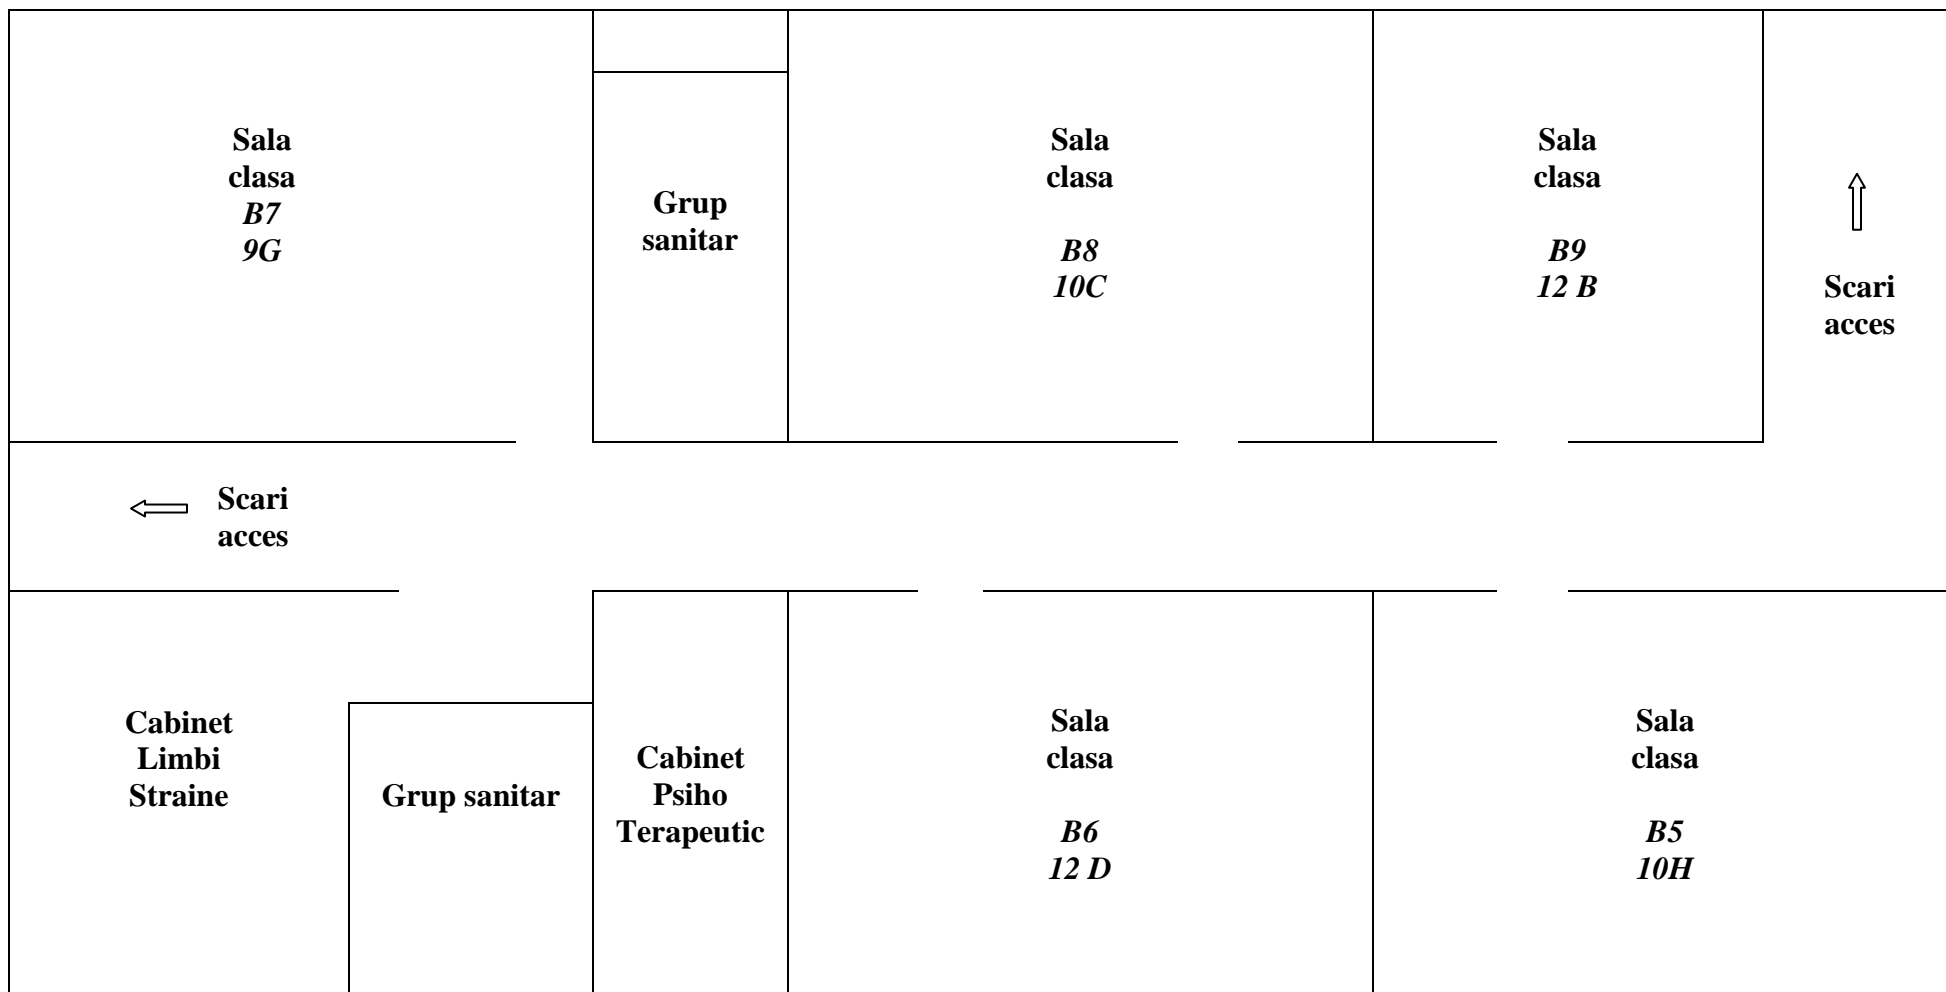 Sala
clasa
B7
9G
Grup
sanitar
Sala
clasa
B8
10C
Sala
clasa
B9
12 B
Scari
acces
Scari
acces
Cabinet
Limbi
Straine
Grup sanitar
Cabinet
Psiho
Terapeutic
Sala
clasa
B6
12 D
Sala
clasa
B5
10H